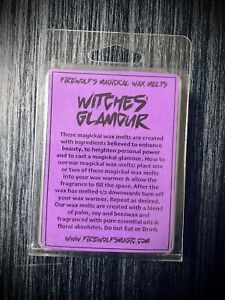 FIREWOLF'S MAGICKAL WAX MELTS
WITCHES'
GLAMOUR
These magickal wax melts are created
with ingredients believed to enhance
beauty, to heighten personal power
and to cast a magickal glamour. How to
use our magickal wax melts: place one
or two of these magickal wax melts
into your wax warmer & allow the
fragrance to fill the space. After the
wax has melted 1/2 downwards turn off
your wax warmer. Repeat as desired.
Our wax melts are created with a blend
of palm, soy and beeswax and
fragranced with pure essential oils &
floral absolutes. Do not Eat or Drink
WWW.FIREWOLFSMAGIC.COM